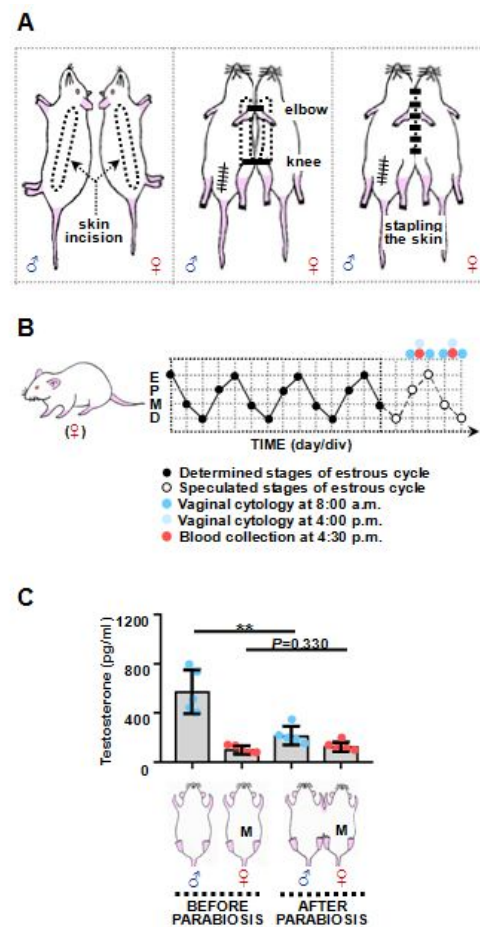 A
elbow
knee
skin
incision
stapling
the skin
♂
♀
♂
♀
♂
♀
B
(♀)
E
P
M
D
TIME (day/div)
Determined stages of estrous cycle
Speculated stages of estrous cycle
Vaginal cytology at 8:00 a.m.
Vaginal cytology at 4:00 p.m.
Blood collection at 4:30 p.m.
C
Testosterone (pg/ml)
1200
800
400
0
**
P=0.330
M
M
♂
♀
♂
♀
BEFORE PARABIOSIS
AFTER PARABIOSIS